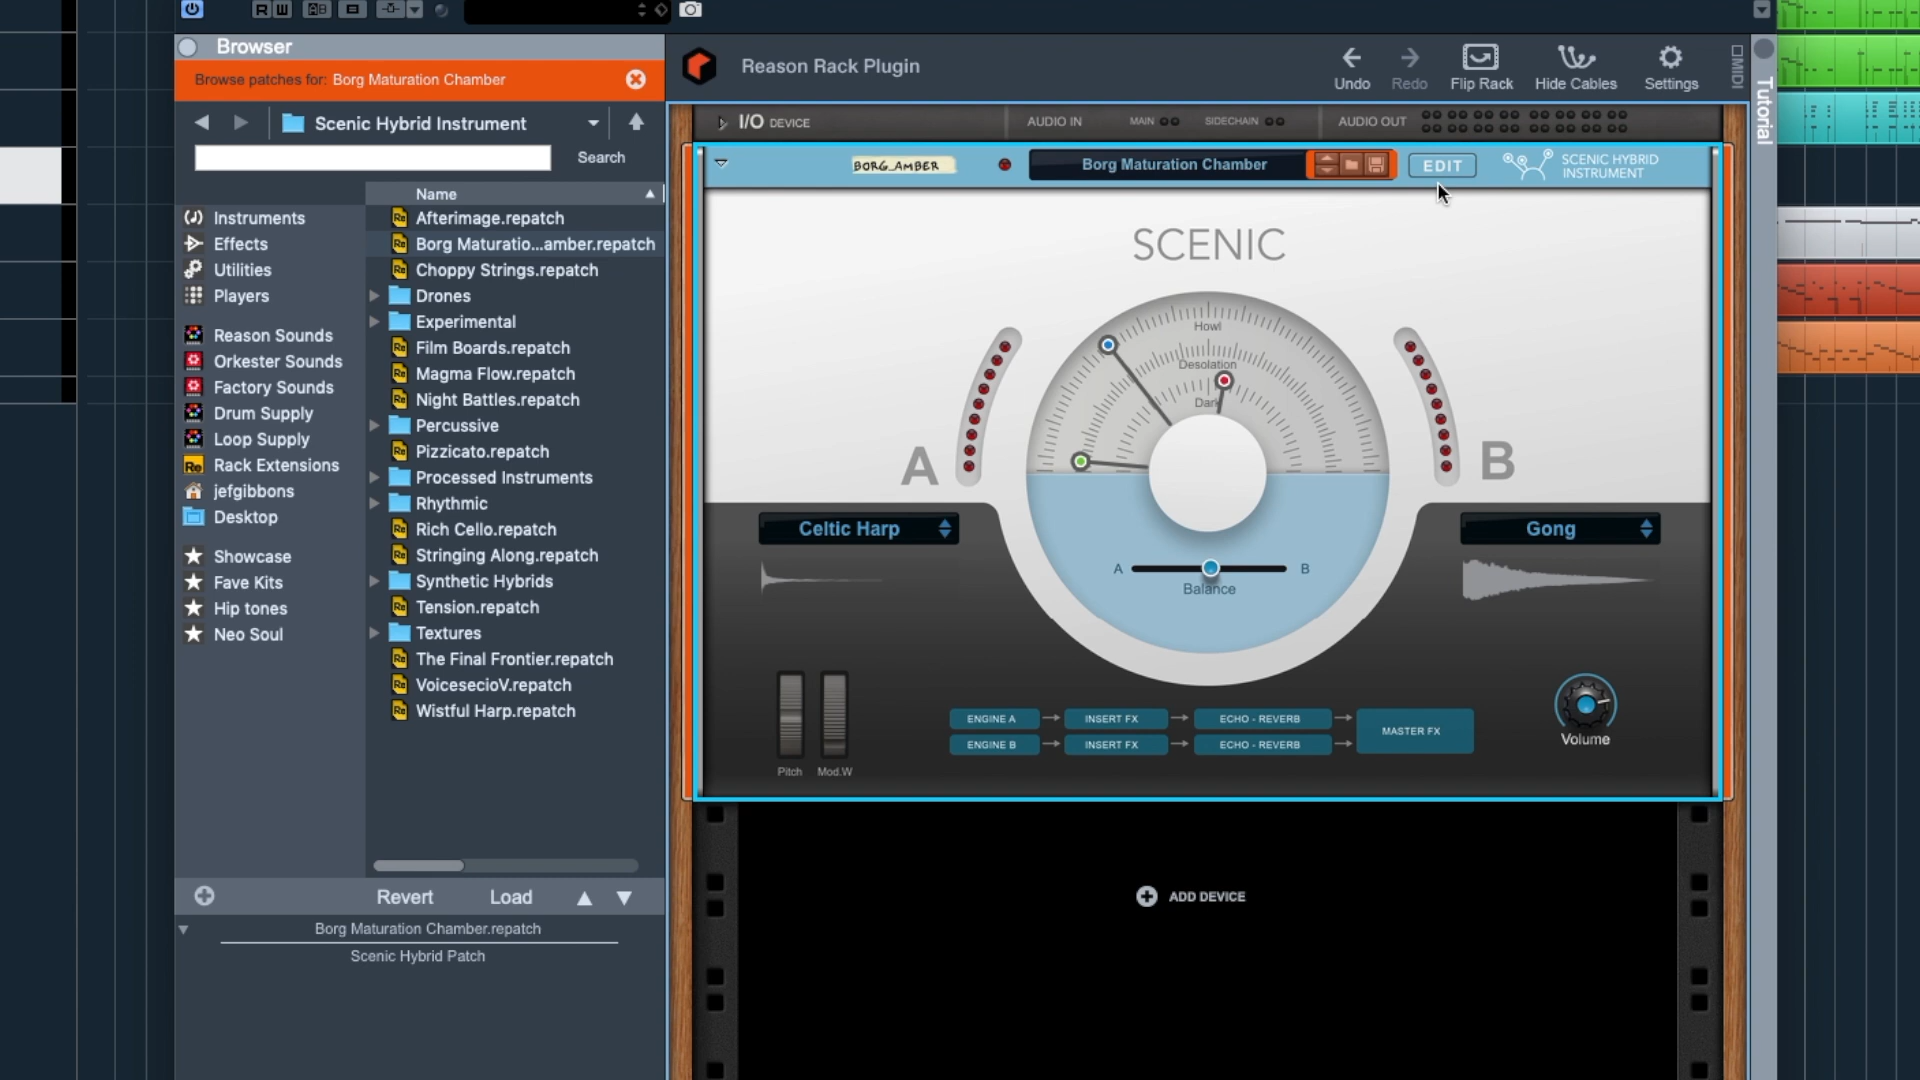 R W
Browser
Browse patches for: Borg Maturation Chamber
Scenic Hybrid Instrument
Search
Name
Instruments
Effects
Utilities
Players
Reason Sounds
Orkester Sounds
Factory Sounds
Drum Supply
Loop Supply
Rack Extensions
jefgibbons
Desktop
Showcase
Fave Kits
Hip tones
Neo Soul
Afterimage.repatch
Borg Maturatio...amber.repatch
Choppy Strings.repatch
Drones
Experimental
Film Boards.repatch
Magma Flow.repatch
Night Battles.repatch
Percussive
Pizzicato.repatch
Processed Instruments
Rhythmic
Rich Cello.repatch
Stringing Along.repatch
Synthetic Hybrids
Tension.repatch
Textures
The Final Frontier.repatch
VoicesecioV.repatch
Wistful Harp.repatch
Revert
Load
Borg Maturation Chamber.repatch
Scenic Hybrid Patch
Reason Rack Plugin
Undo
Redo
Flip Rack
Hide Cables
Settings
MIDI
Tutorial
I/O DEVICE
AUDIO IN
MAIN
SIDECHAIN
AUDIO OUT
BORG_AMBER
Borg Maturation Chamber
EDIT
SCENIC HYBRID
INSTRUMENT
SCENIC
Howl
Desolation
Dark
A
B
Celtic Harp
Gong
A
B
Balance
Pitch
Mod.W
ENGINE A
INSERT FX
ECHO - REVERB
ENGINE B
INSERT FX
ECHO - REVERB
MASTER FX
Volume
ADD DEVICE